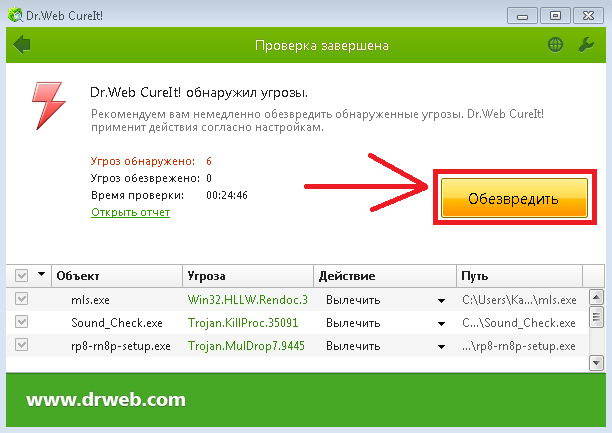 Dr.Web CureIt!
Проверка завершена
Dr.Web CureIt! обнаружил угрозы.
Рекомендуем вам немедленно обезвредить обнаруженные угрозы. Dr.Web CureIt!
применит действия согласно настройкам.
Угроз обнаружено: 6
Угроз обезврежено: 0
Время проверки: 00:24:46
Открыть отчет
Обезвредить
Объект Угроза Действие Путь
mls.exe Win32.HLLW.Rendoc.3 Вылечить C:\Users\Ka...\mls.exe
Sound_Check.exe Trojan.KillProc.35091 Вылечить C...\Sound_Check.exe
rp8-rn8p-setup.exe Trojan.MulDrop7.9445 Вылечить ...\rp8-rn8p-setup.exe
www.drweb.com